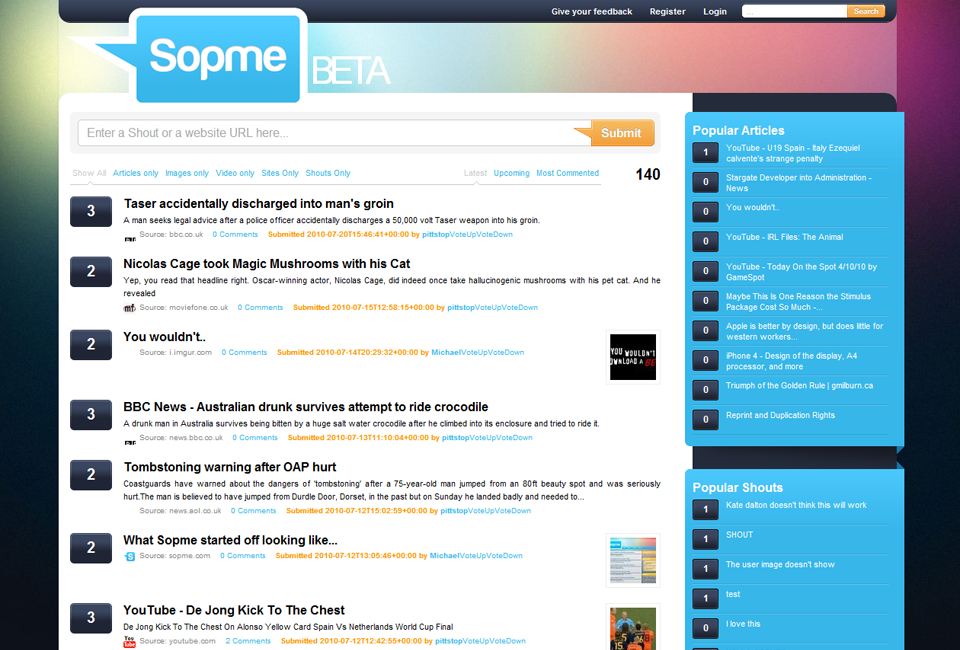 Give your feedback Register Login Search
Sopme BETA
Enter a Shout or a website URL here... Submit
Show All Articles only Images only Video only Sites Only Shouts Only Latest Upcoming Most Commented 140
3 Taser accidentally discharged into man's groin
A man seeks legal advice after a police officer accidentally discharges a 50,000 volt Taser weapon into his groin.
Source: bbc.co.uk 0 Comments Submitted 2010-07-20T15:46:41+00:00 by pittstopVoteUpVoteDown
2 Nicolas Cage took Magic Mushrooms with his Cat
Yep, you read that headline right. Oscar-winning actor, Nicolas Cage, did indeed once take hallucinogenic mushrooms with his pet cat. And he
revealed
mf Source: moviefone.co.uk 0 Comments Submitted 2010-07-15T12:58:15+00:00 by pittstopVoteUpVoteDown
2 You wouldn't..
Source: i.imgur.com 0 Comments Submitted 2010-07-14T20:29:32+00:00 by MichaelVoteUpVoteDown
YOU WOULDN'T
DOWNLOAD A BE
3 BBC News - Australian drunk survives attempt to ride crocodile
A drunk man in Australia survives being bitten by a huge salt water crocodile after he climbed into its enclosure and tried to ride it.
Source: news.bbc.co.uk 0 Comments Submitted 2010-07-13T11:10:04+00:00 by pittstopVoteUpVoteDown
2 Tombstoning warning after OAP hurt
Coastguards have warned about the dangers of 'tombstoning' after a 75-year-old man jumped from an 80ft beauty spot and was seriously
hurt.The man is believed to have jumped from Durdle Door, Dorset, in the past but on Sunday he landed badly and needed to...
Source: news.aol.co.uk 0 Comments Submitted 2010-07-12T15:02:59+00:00 by pittstopVoteUpVoteDown
2 What Sopme started off looking like...
S Source: sopme.com 0 Comments Submitted 2010-07-12T13:05:46+00:00 by MichaelVoteUpVoteDown
3 YouTube - De Jong Kick To The Chest
De Jong Kick To The Chest On Alonso Yellow Card Spain Vs Netherlands World Cup Final
You Tube Source: youtube.com 2 Comments Submitted 2010-07-12T12:42:55+00:00 by pittstopVoteUpVoteDown
Popular Articles
1 YouTube - U19 Spain - Italy Ezequiel
calvente's strange penalty
0 Stargate Developer into Administration -
News
0 You wouldn't..
0 YouTube - IRL Files: The Animal
0 YouTube - Today On the Spot 4/10/10 by
GameSpot
0 Maybe This Is One Reason the Stimulus
Package Cost So Much -...
0 Apple is better by design, but does little for
western workers...
0 iPhone 4 - Design of the display, A4
processor, and more
0 Triumph of the Golden Rule | gmilburn.ca
0 Reprint and Duplication Rights
Popular Shouts
1 Kate dalton doesn't think this will work
1 SHOUT
1 The user image doesn't show
1 test
0 I love this